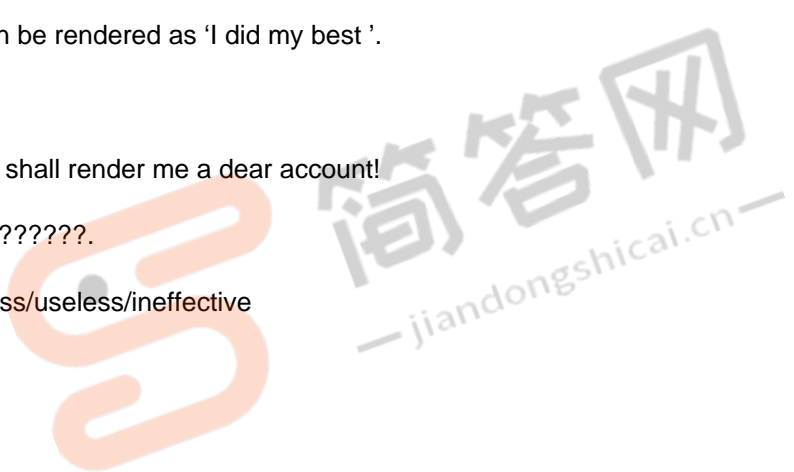 n be rendered as ‘I did my best ’.
shall render me a dear account!
??????.
ss/useless/ineffective
简答网
jiandongshicai.cn